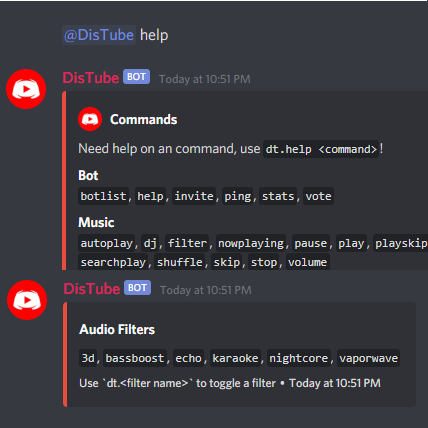 @DisTube help
DisTube BOT Today at 10:51 PM
Commands
Need help on an command, use dt.help <command>!
Bot
botlist, help, invite, ping, stats, vote
Music
autoplay, dj, filter, nowplaying, pause, play, playskip
searchplay, shuffle, skip, stop, volume
DisTube BOT Today at 10:51 PM
Audio Filters
3d, bassboost, echo, karaoke, nightcore, vaporwave
Use `dt.<filter name>` to toggle a filter • Today at 10:51 PM